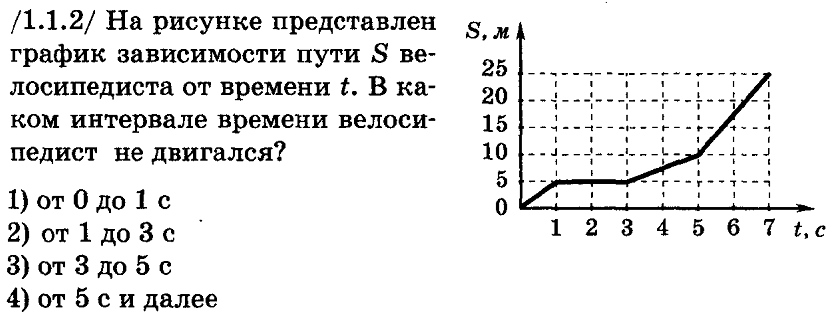 /1.1.2/ На рисунке представлен
график зависимости пути S ве-
лосипедиста от времени t. В ка-
ком интервале времени велоси-
педист не двигался?
1) от 0 до 1 с
2) от 1 до 3 с
3) от 3 до 5 с
4) от 5 с и далее
S, м
25
20
15
10
5
0
1 2 3 4 5 6 7 t, с